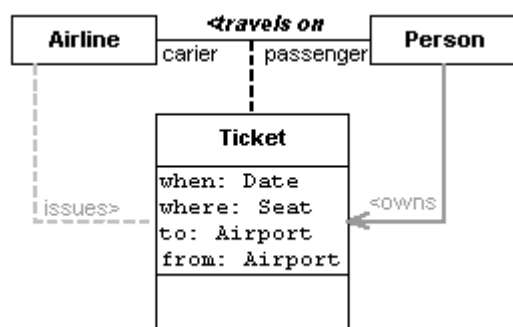 <travels on
Airline
Person
carier
passenger
Ticket
when: Date
where: Seat
to: Airport
from: Airport
issues>
<owns